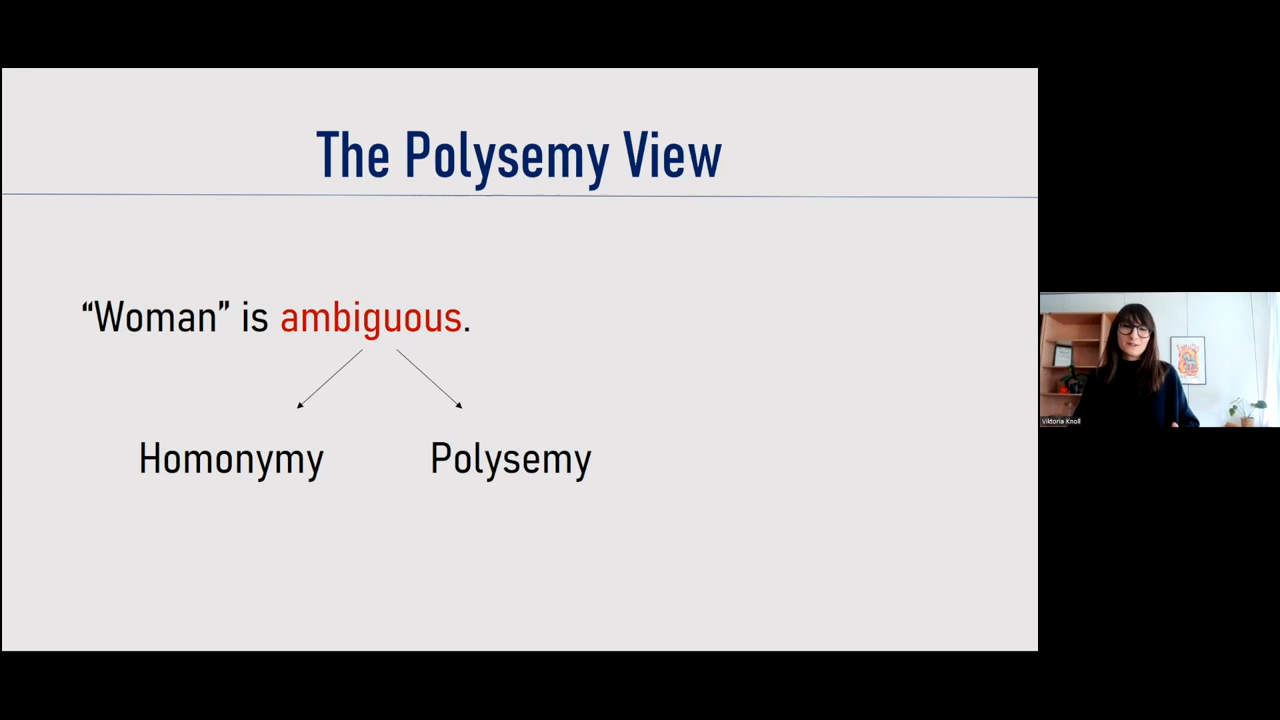 The Polysemy View
“Woman” is ambiguous.
Homonymy Polysemy
Viktoria Knoll